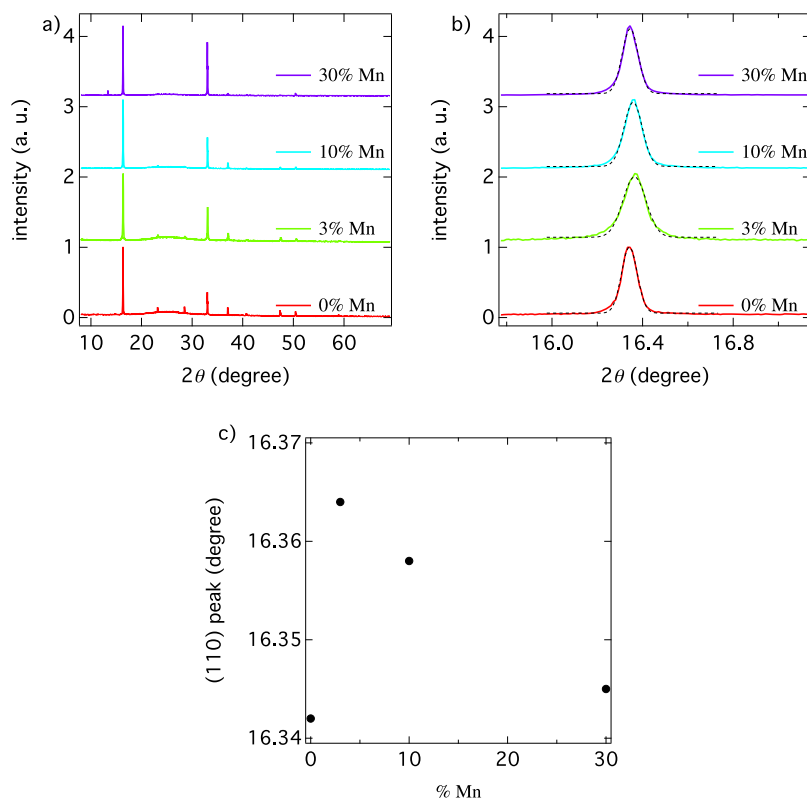 a)
intensity (a. u.)
4
3
2
1
0
30% Mn
10% Mn
3% Mn
0% Mn
10 20 30 40 50 60
2θ (degree)
b)
intensity (a. u.)
4
3
2
1
0
30% Mn
10% Mn
3% Mn
0% Mn
16.0 16.4 16.8
2θ (degree)
c)
(110) peak (degree)
16.37
16.36
16.35
16.34
0 10 20 30
% Mn